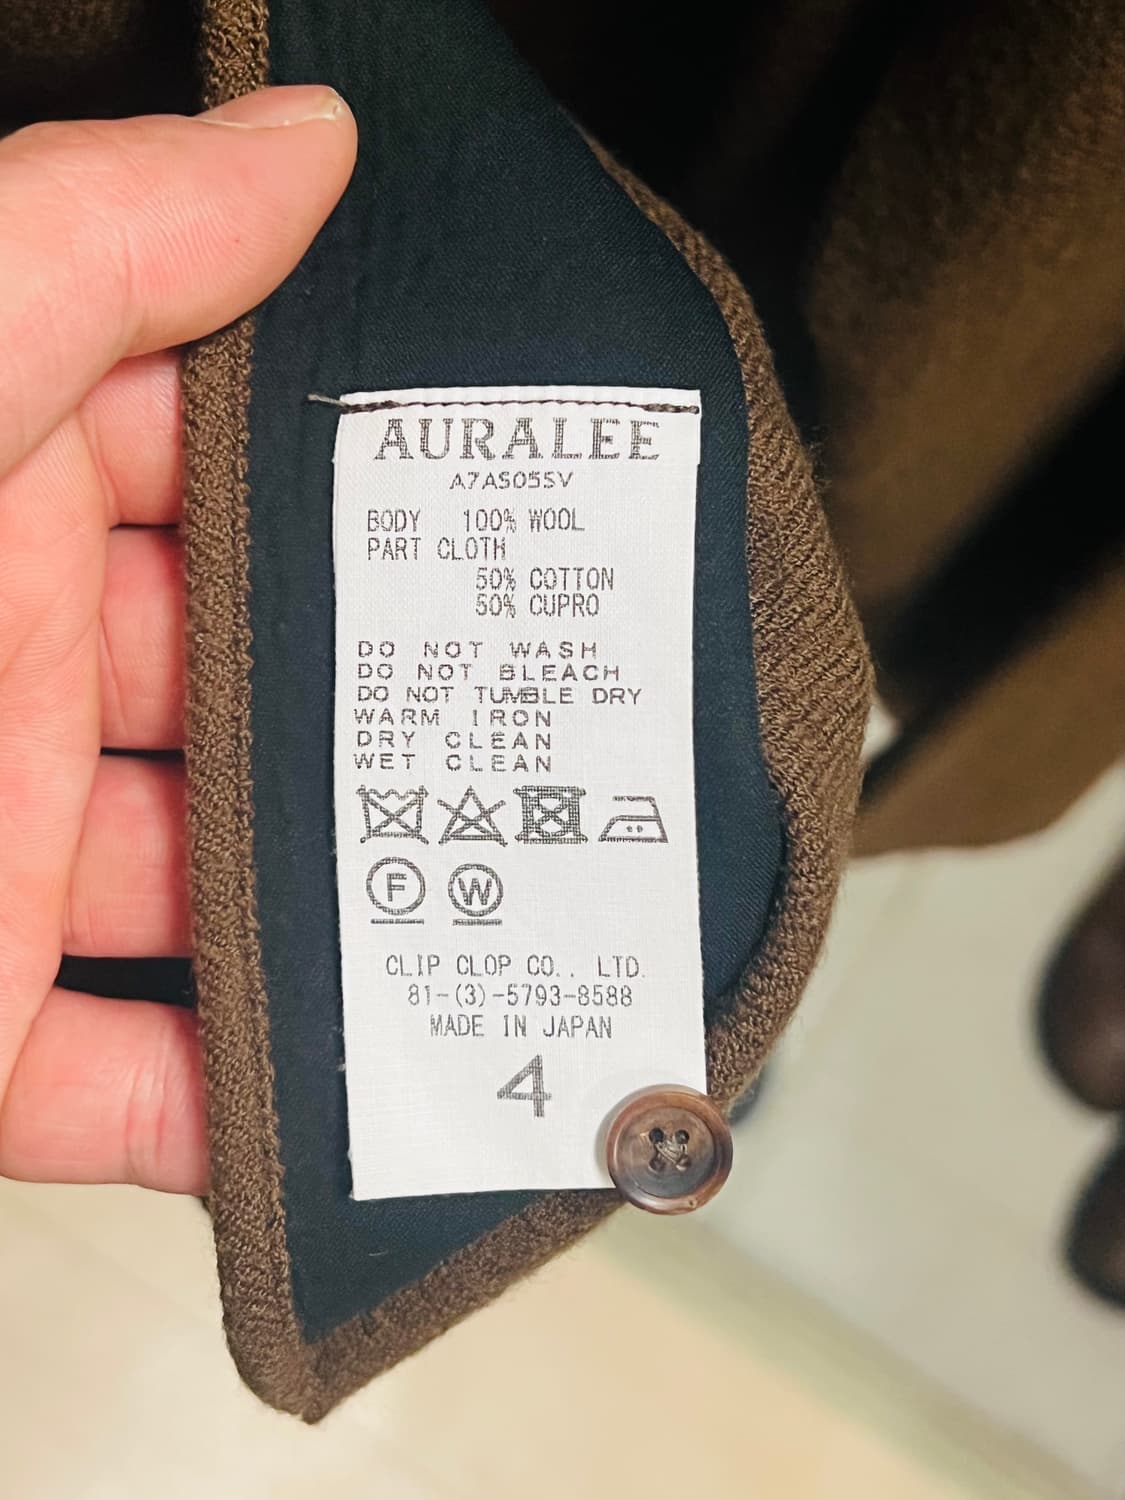 AURALEE
A7AS05SV
BODY 100% WOOL
PART CLOTH
50% COTTON
50% CUPRO
DO NOT WASH
DO NOT BLEACH
DO NOT TUMBLE DRY
WARM IRON
DRY CLEAN
WET CLEAN
F W
CLIP CLOP CO., LTD.
81-(3)-5793-8588
MADE IN JAPAN
4